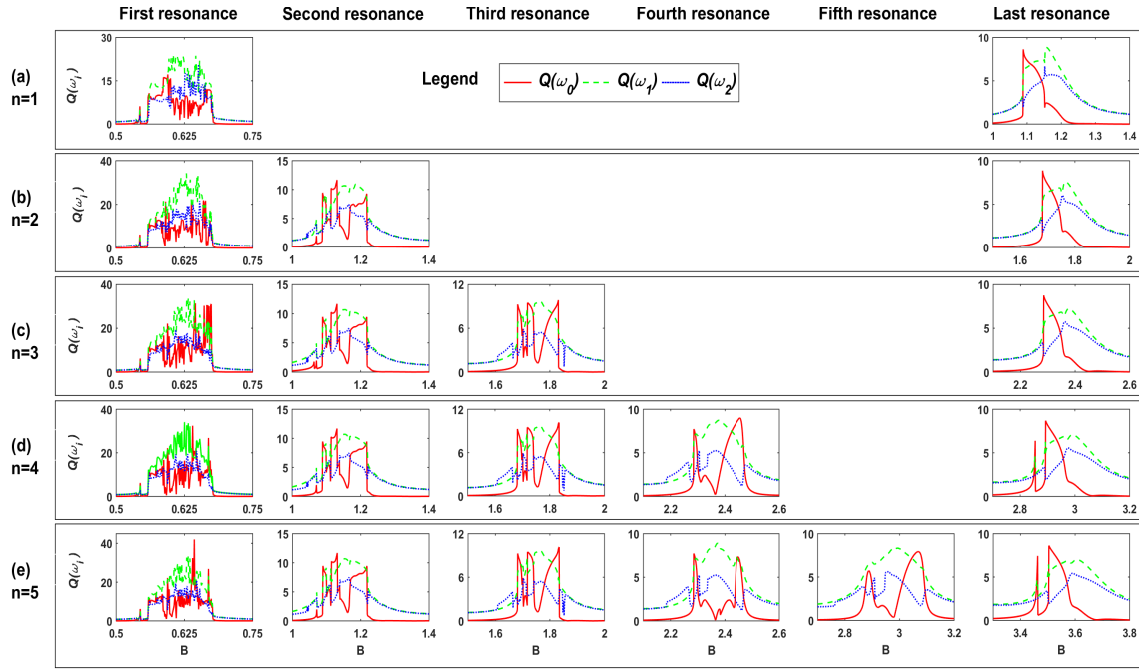 First resonance Second resonance Third resonance Fourth resonance Fifth resonance Last resonance
(a)
n=1
Q(ω_i)
30
15
0
0.5 0.625 0.75
Legend Q(ω_0) Q(ω_1) Q(ω_2)
10
5
0
1 1.1 1.2 1.3 1.4
(b)
n=2
Q(ω_i)
40
20
0
0.5 0.625 0.75
15
10
5
0
1 1.2 1.4
10
5
0
1.6 1.8 2
(c)
n=3
Q(ω_i)
40
20
0
0.5 0.625 0.75
15
10
5
0
1 1.2 1.4
12
6
0
1.6 1.8 2
10
5
0
2.2 2.4 2.6
(d)
n=4
Q(ω_i)
40
20
0
0.5 0.625 0.75
15
10
5
0
1 1.2 1.4
12
6
0
1.6 1.8 2
10
5
0
2.2 2.4 2.6
10
5
0
2.8 3 3.2
(e)
n=5
Q(ω_i)
40
20
0
0.5 0.625 0.75
B
15
10
5
0
1 1.2 1.4
B
12
6
0
1.6 1.8 2
B
10
5
0
2.2 2.4 2.6
B
10
5
0
2.8 3 3.2
B
10
5
0
3.4 3.6 3.8
B